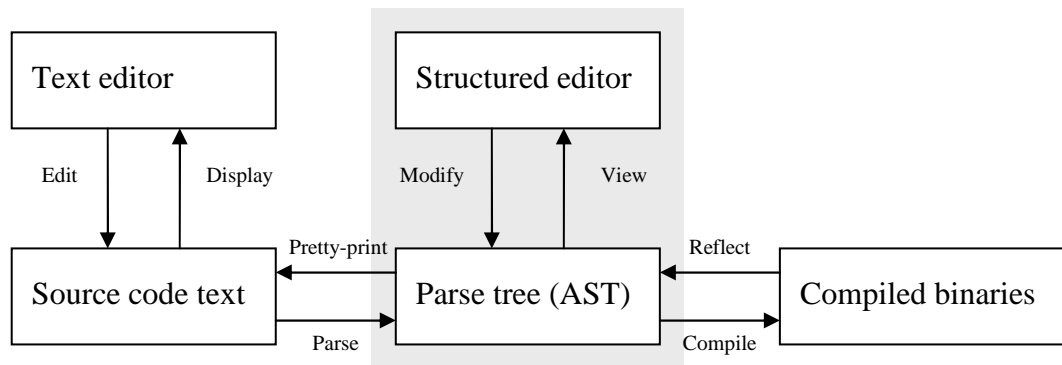 Text editor
Structured editor
Edit
Display
Modify
View
Pretty-print
Reflect
Source code text
Parse tree (AST)
Compiled binaries
Parse
Compile